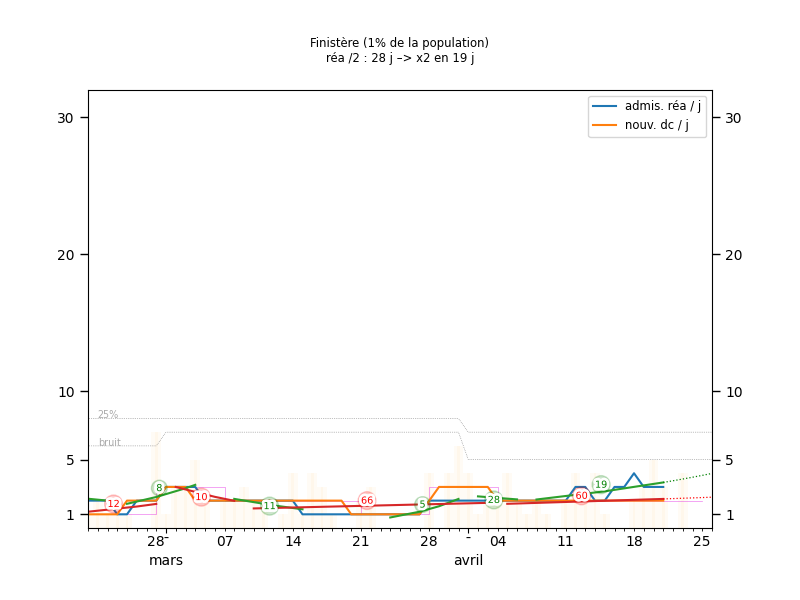 Finistère (1% de la population)
réa /2 : 28 j –> x2 en 19 j
admis. réa / j
nouv. dc / j
30 30
20 20
10 10
25%
bruit
5 5
1 1
12 8 10 11 66 5 28 60 19
28 07 14 21 28 04 11 18 25
mars avril